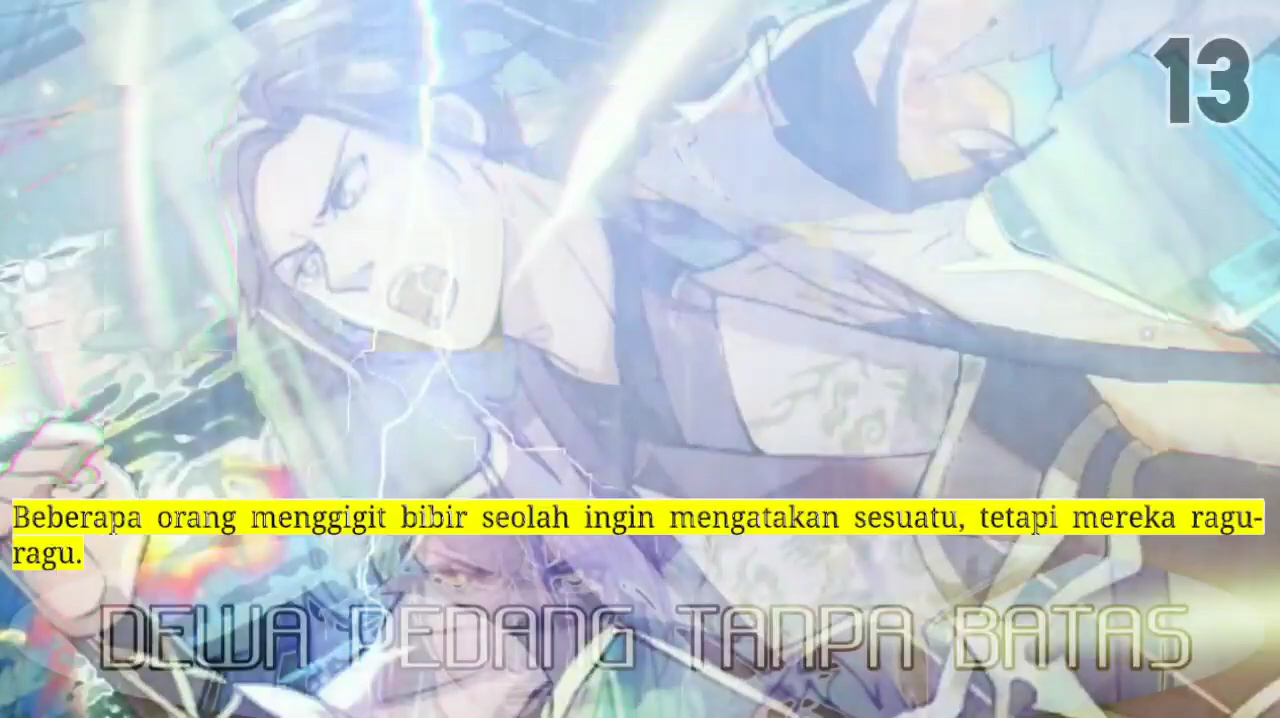 13
Beberapa orang menggigit bibir seolah ingin mengatakan sesuatu, tetapi mereka ragu-
ragu.
DEWA PEDANG TANPA BATAS